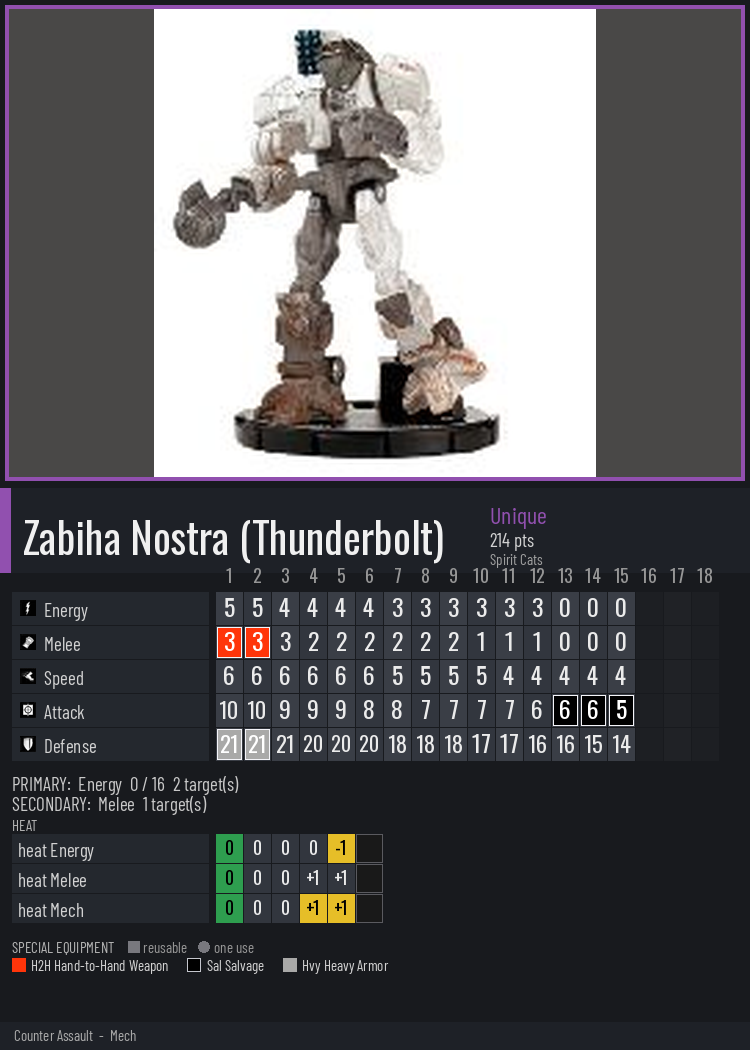 Zabiha Nostra (Thunderbolt)
Unique
214 pts
Spirit Cats
1 2 3 4 5 6 7 8 9 10 11 12 13 14 15 16 17 18
Energy 5 5 4 4 4 4 3 3 3 3 3 3 0 0 0
Melee 3 3 3 2 2 2 2 2 2 1 1 1 0 0 0
Speed 6 6 6 6 6 6 5 5 5 5 4 4 4 4 4
Attack 10 10 9 9 9 8 8 7 7 7 7 6 6 6 5
Defense 21 21 21 20 20 20 18 18 18 17 17 16 16 15 14
PRIMARY: Energy 0 / 16 2 target(s)
SECONDARY: Melee 1 target(s)
HEAT
heat Energy 0 0 0 0 -1
heat Melee 0 0 0 +1 +1
heat Mech 0 0 0 +1 +1
SPECIAL EQUIPMENT reusable one use
H2H Hand-to-Hand Weapon Sal Salvage Hvy Heavy Armor
Counter Assault - Mech